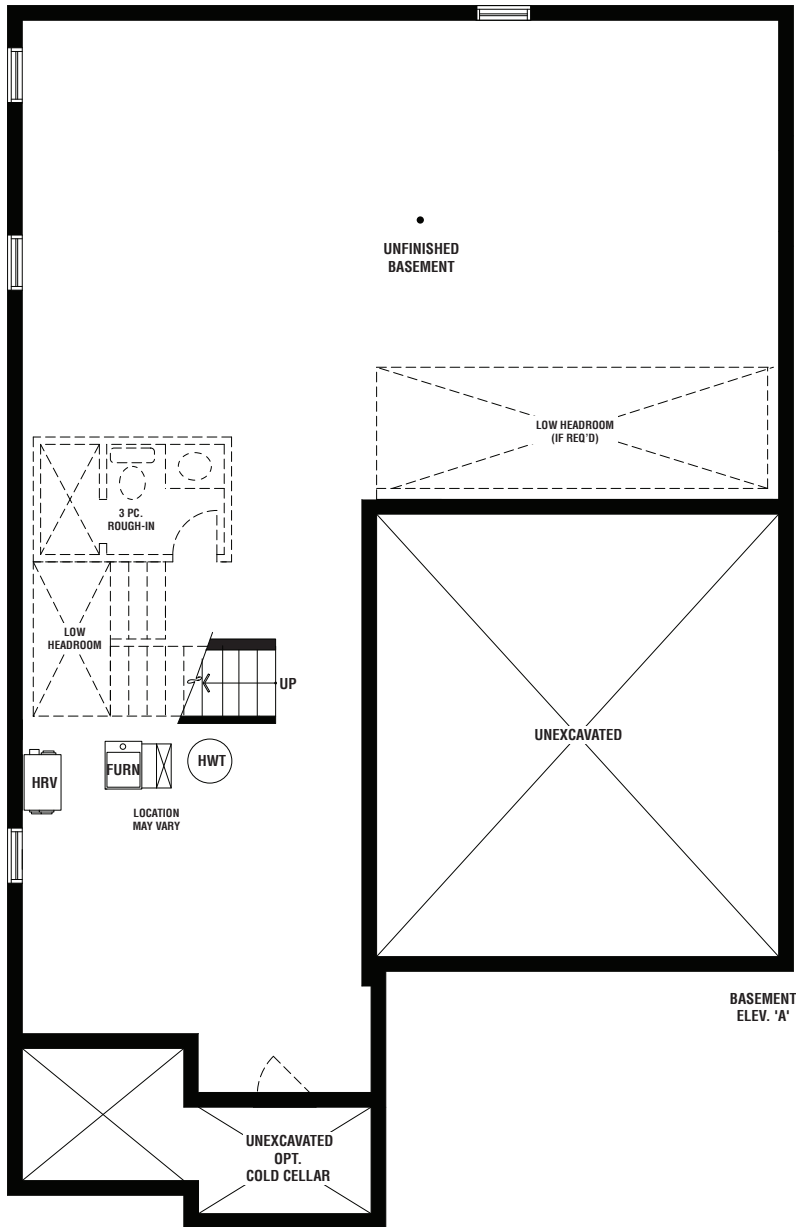 UNFINISHED
BASEMENT
LOW HEADROOM
(IF REQ'D)
3 PC.
ROUGH-IN
LOW
HEADROOM
UP
UNEXCAVATED
HRV
FURN
HWT
LOCATION
MAY VARY
BASEMENT
ELEV. 'A'
UNEXCAVATED
OPT.
COLD CELLAR